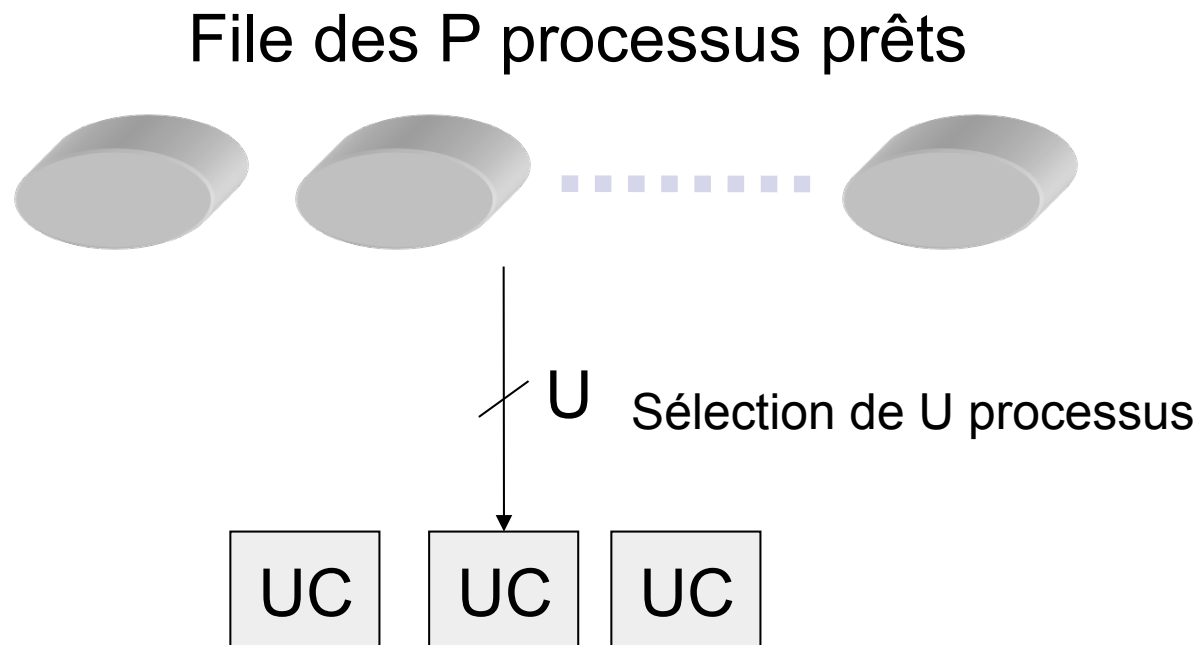 File des P processus prêts
U
Sélection de U processus
UC
UC
UC